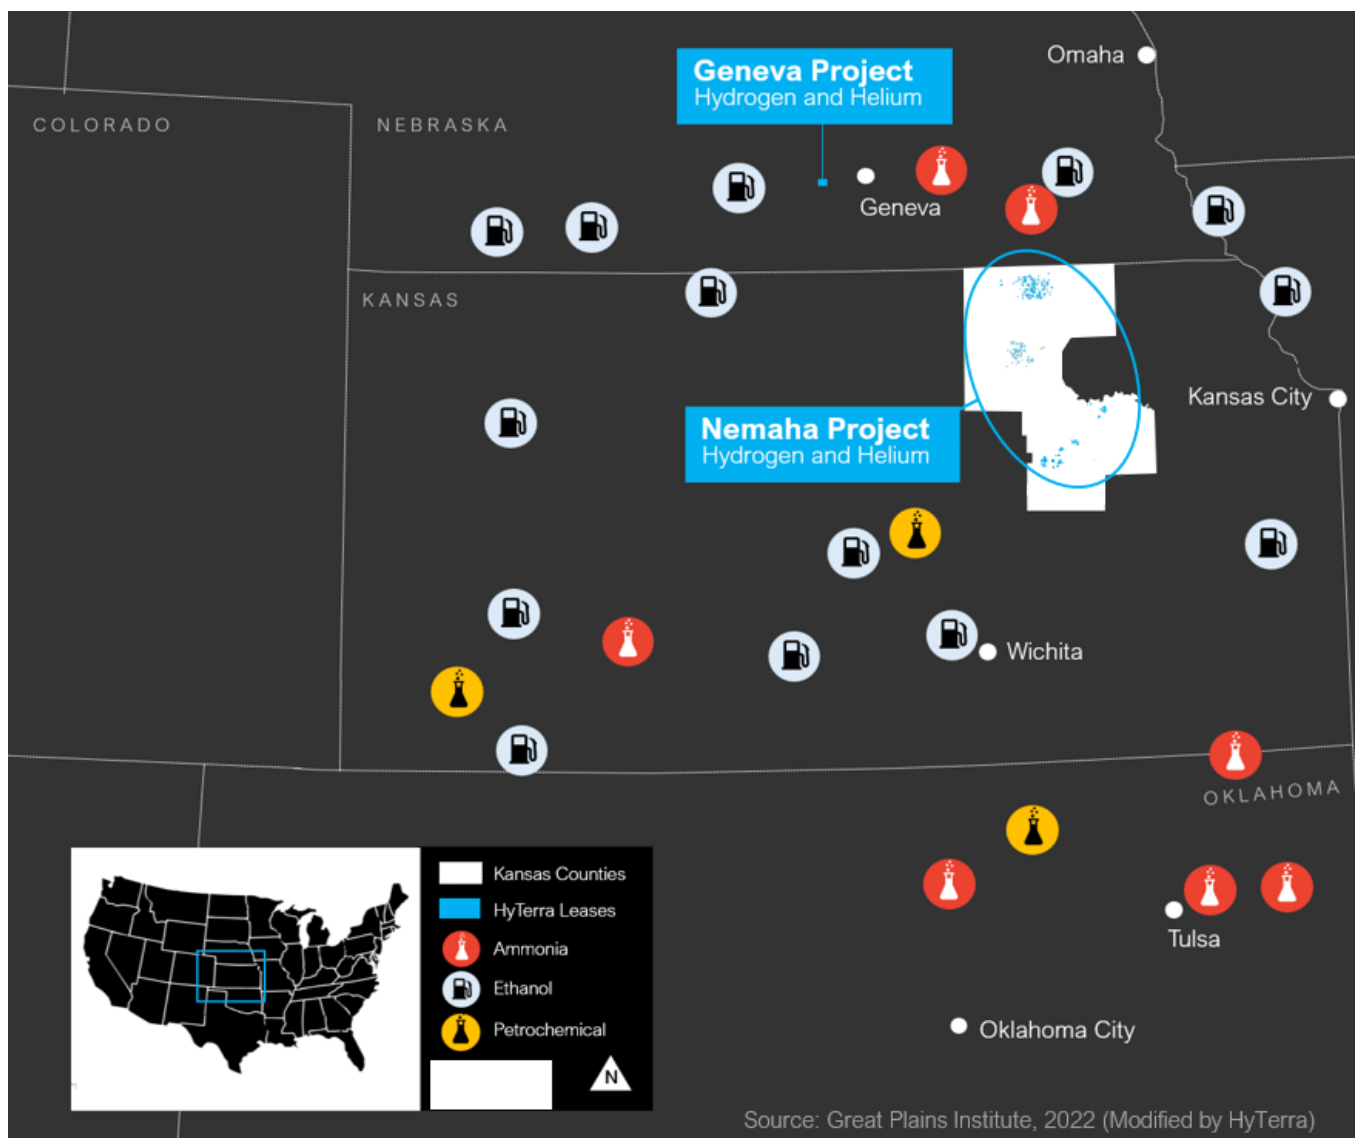 Omaha
Geneva Project
Hydrogen and Helium
COLORADO
NEBRASKA
Geneva
KANSAS
Kansas City
Nemaha Project
Hydrogen and Helium
Wichita
OKLAHOMA
Kansas Counties
HyTerra Leases
Ammonia
Ethanol
Petrochemical
N
Tulsa
Oklahoma City
Source: Great Plains Institute, 2022 (Modified by HyTerra)